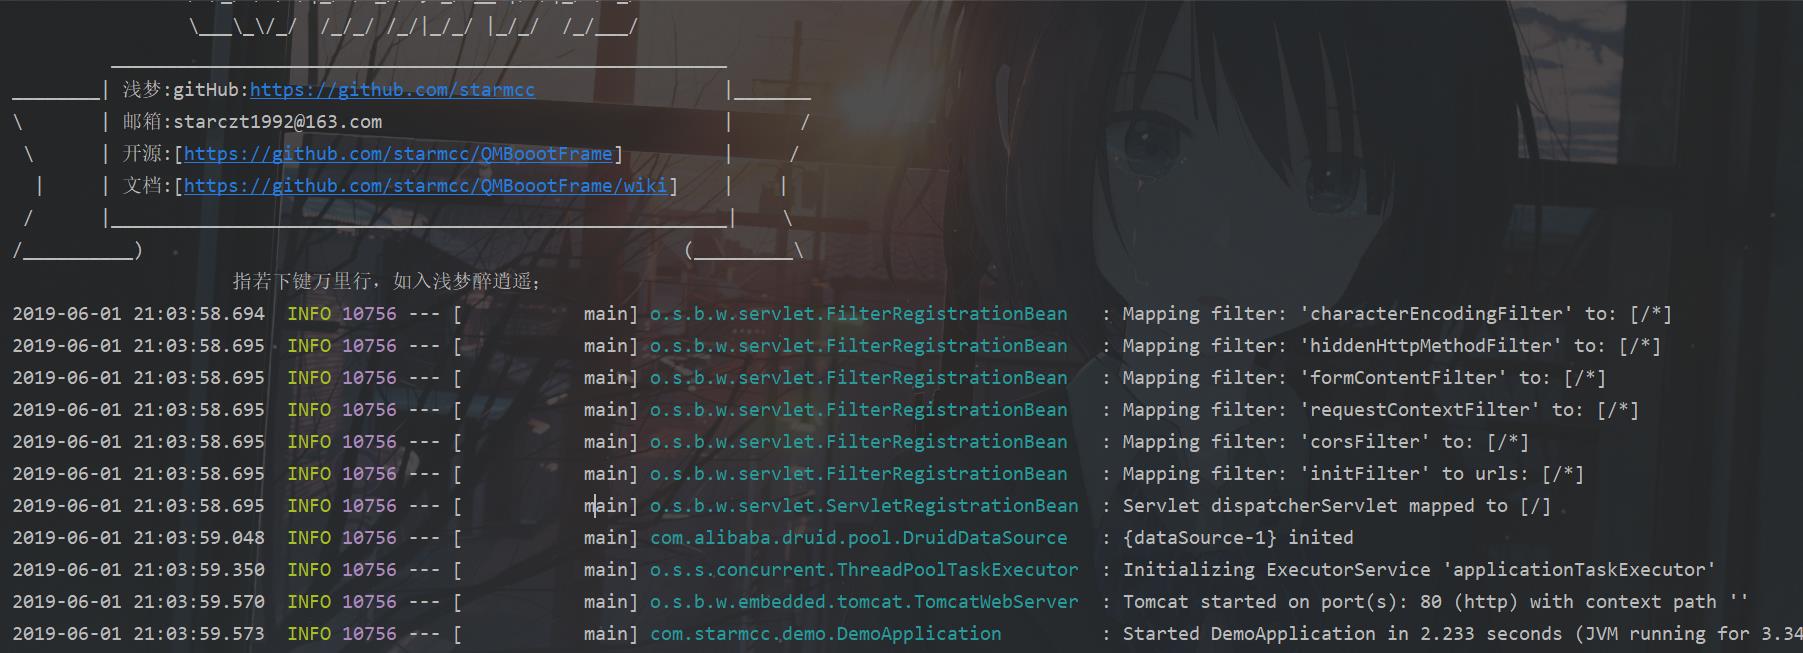 \___\_\/_/  /_/_/ /_/|_/_/ |_/_/  /_/___/
________________________________________________________
________| 浅梦:gitHub:https://github.com/starmcc |_______
\ | 邮箱:starczt1992@163.com | /
\ | 开源:[https://github.com/starmcc/QMBoootFrame] | /
| | 文档:[https://github.com/starmcc/QMBoootFrame/wiki] | |
/ |________________________________________________________| \
/__________) (_________\
指若下键万里行，如入浅梦醉逍遥；
2019-06-01 21:03:58.694 INFO 10756 --- [ main] o.s.b.w.servlet.FilterRegistrationBean : Mapping filter: 'characterEncodingFilter' to: [/*]
2019-06-01 21:03:58.695 INFO 10756 --- [ main] o.s.b.w.servlet.FilterRegistrationBean : Mapping filter: 'hiddenHttpMethodFilter' to: [/*]
2019-06-01 21:03:58.695 INFO 10756 --- [ main] o.s.b.w.servlet.FilterRegistrationBean : Mapping filter: 'formContentFilter' to: [/*]
2019-06-01 21:03:58.695 INFO 10756 --- [ main] o.s.b.w.servlet.FilterRegistrationBean : Mapping filter: 'requestContextFilter' to: [/*]
2019-06-01 21:03:58.695 INFO 10756 --- [ main] o.s.b.w.servlet.FilterRegistrationBean : Mapping filter: 'corsFilter' to: [/*]
2019-06-01 21:03:58.695 INFO 10756 --- [ main] o.s.b.w.servlet.FilterRegistrationBean : Mapping filter: 'initFilter' to urls: [/*]
2019-06-01 21:03:58.695 INFO 10756 --- [ main] o.s.b.w.servlet.ServletRegistrationBean : Servlet dispatcherServlet mapped to [/]
2019-06-01 21:03:59.048 INFO 10756 --- [ main] com.alibaba.druid.pool.DruidDataSource : {dataSource-1} inited
2019-06-01 21:03:59.350 INFO 10756 --- [ main] o.s.s.concurrent.ThreadPoolTaskExecutor : Initializing ExecutorService 'applicationTaskExecutor'
2019-06-01 21:03:59.570 INFO 10756 --- [ main] o.s.b.w.embedded.tomcat.TomcatWebServer : Tomcat started on port(s): 80 (http) with context path ''
2019-06-01 21:03:59.573 INFO 10756 --- [ main] com.starmcc.demo.DemoApplication : Started DemoApplication in 2.233 seconds (JVM running for 3.34